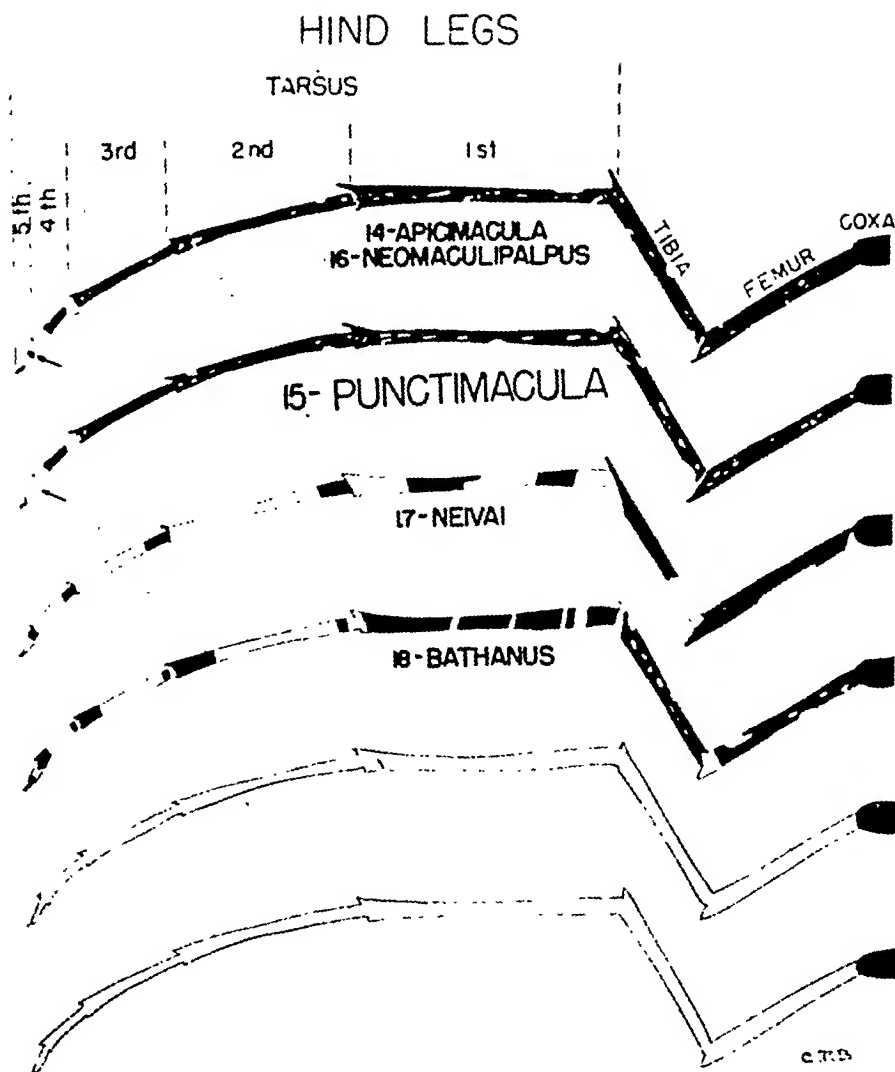 HIND LEGS
TARSUS
5th
4th
3rd
2nd
1st
TIBIA
FEMUR
COXA
14-APICIMACULA
16-NEOMACULIPALPUS
15- PUNCTIMACULA
17-NEIVAI
18-BATHANUS